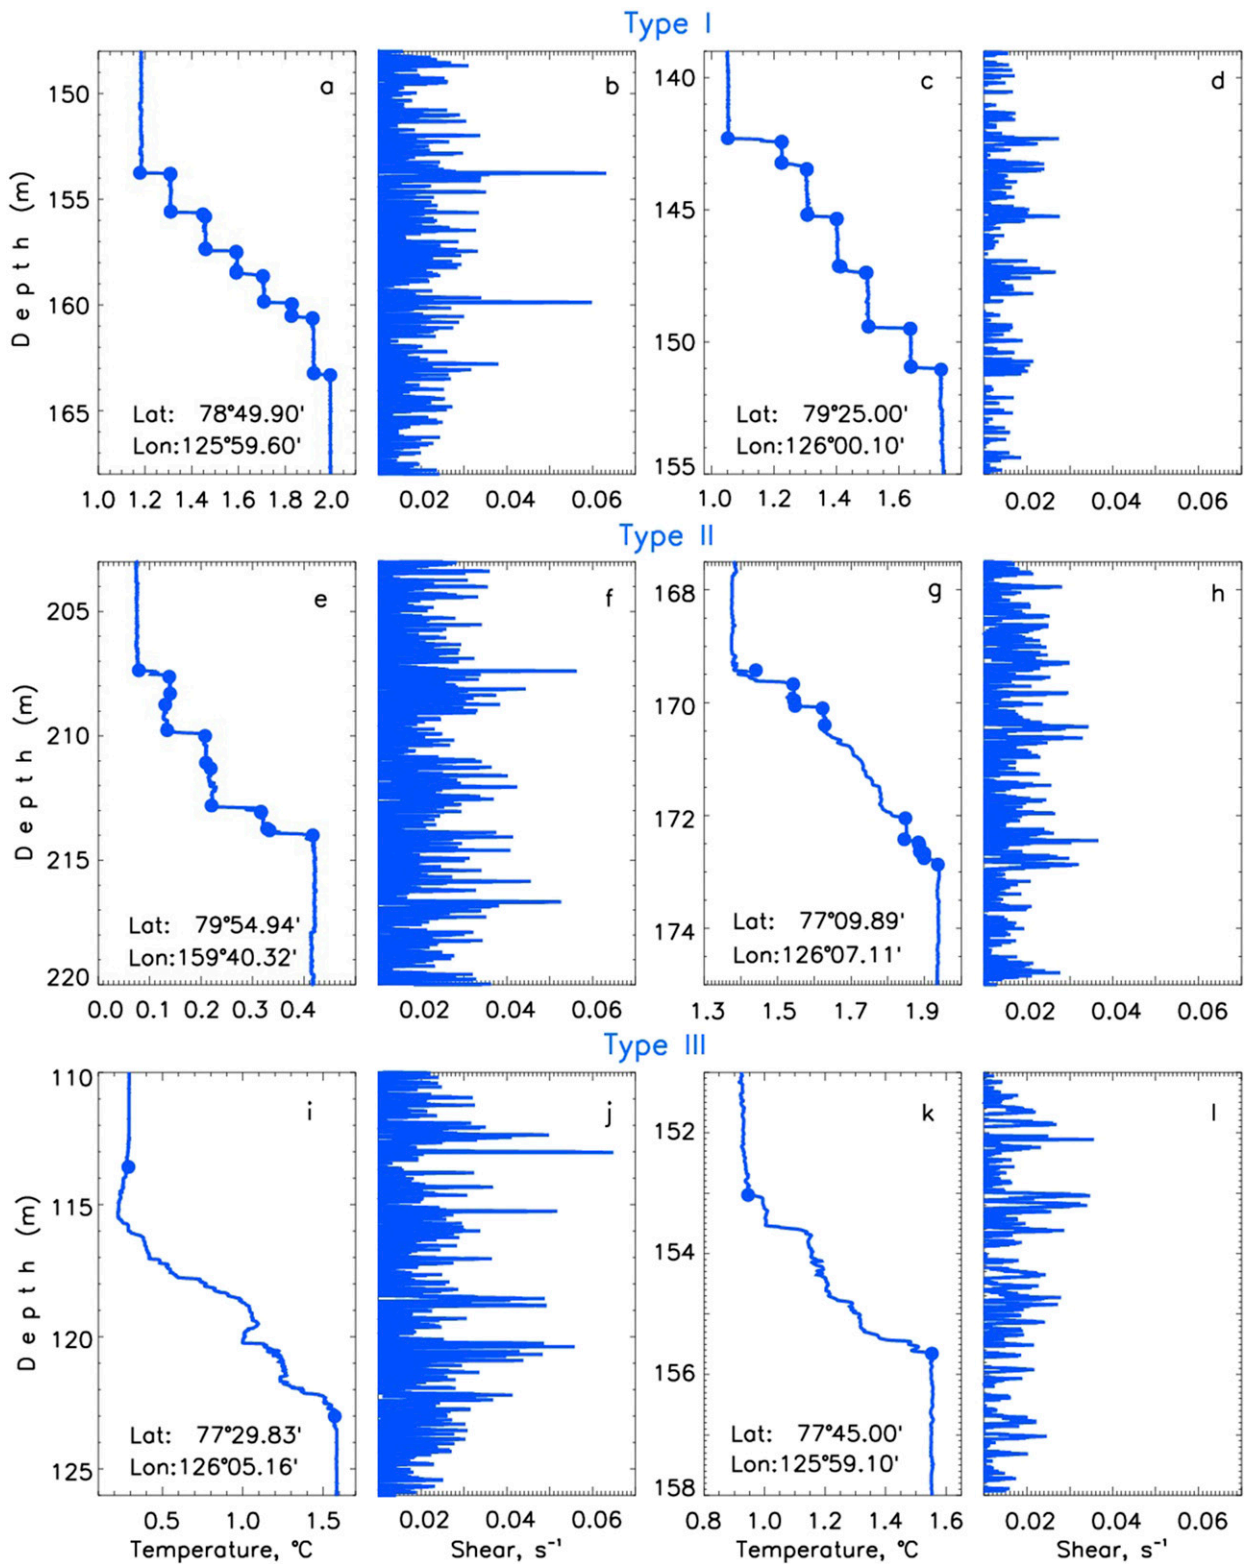 Type I
a
b
c
d
Depth (m)
150
155
160
165
140
145
150
155
Lat: 78°49.90'
Lon:125°59.60'
Lat: 79°25.00'
Lon:126°00.10'
1.0 1.2 1.4 1.6 1.8 2.0
0.02 0.04 0.06
1.0 1.2 1.4 1.6
0.02 0.04 0.06
Type II
e
f
g
h
Depth (m)
205
210
215
220
168
170
172
174
Lat: 79°54.94'
Lon:159°40.32'
Lat: 77°09.89'
Lon:126°07.11'
0.0 0.1 0.2 0.3 0.4
0.02 0.04 0.06
1.3 1.5 1.7 1.9
0.02 0.04 0.06
Type III
i
j
k
l
Depth (m)
110
115
120
125
152
154
156
158
Lat: 77°29.83'
Lon:126°05.16'
Lat: 77°45.00'
Lon:125°59.10'
0.5 1.0 1.5
0.02 0.04 0.06
0.8 1.0 1.2 1.4 1.6
0.02 0.04 0.06
Temperature, °C
Shear, s⁻¹
Temperature, °C
Shear, s⁻¹